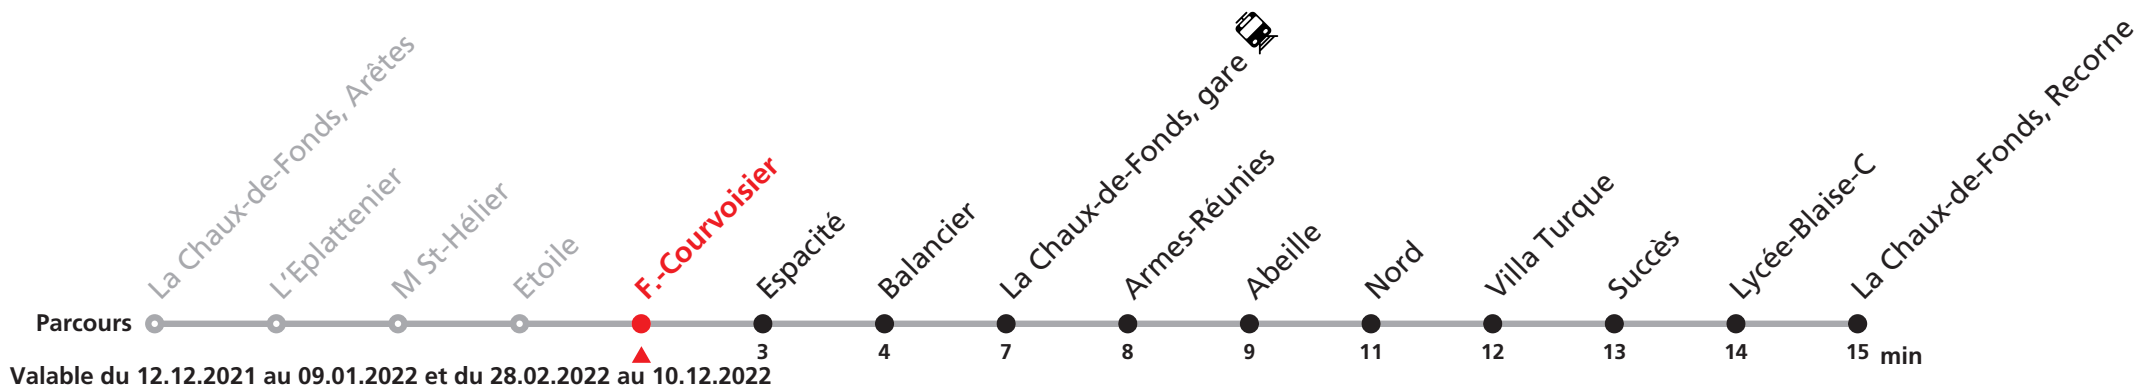 La Chaux-de-Fonds, Arêtes
L'Eplattenier
M St-Hélier
Etoile
F.-Courvoisier
Espacité
Balancier
La Chaux-de-Fonds, gare
Armes-Réunies
Abeille
Nord
Villa Turque
Succès
Lycée-Blaise-C
La Chaux-de-Fonds, Recorne
Parcours
3 4 7 8 9 11 12 13 14 15 min
Valable du 12.12.2021 au 09.01.2022 et du 28.02.2022 au 10.12.2022